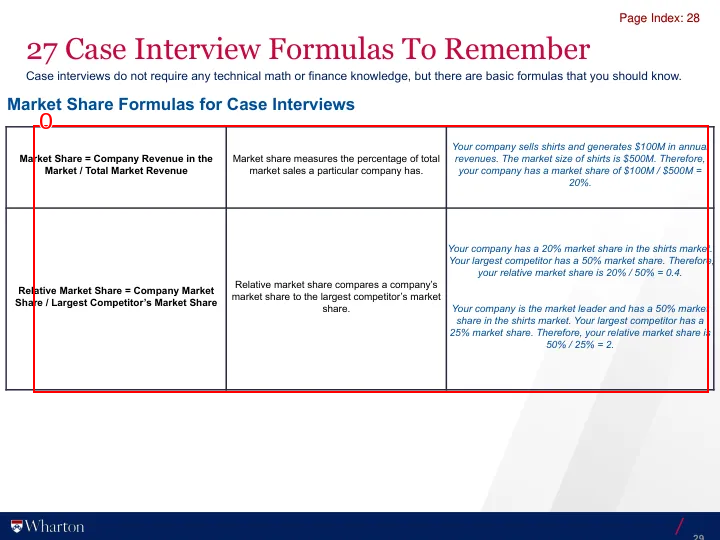 Page Index: 28
27 Case Interview Formulas To Remember
Case interviews do not require any technical math or finance knowledge, but there are basic formulas that you should know.
Market Share Formulas for Case Interviews
0
Market Share = Company Revenue in the
Market / Total Market Revenue
Market share measures the percentage of total
market sales a particular company has.
Your company sells shirts and generates $100M in annual
revenues. The market size of shirts is $500M. Therefore,
your company has a market share of $100M / $500M =
20%.
Relative Market Share = Company Market
Share / Largest Competitor's Market Share
Relative market share compares a company's
market share to the largest competitor's market
share.
Your company has a 20% market share in the shirts market.
Your largest competitor has a 50% market share. Therefore,
your relative market share is 20% / 50% = 0.4.
Your company is the market leader and has a 50% market
share in the shirts market. Your largest competitor has a
25% market share. Therefore, your relative market share is
50% / 25% = 2.
Wharton
29